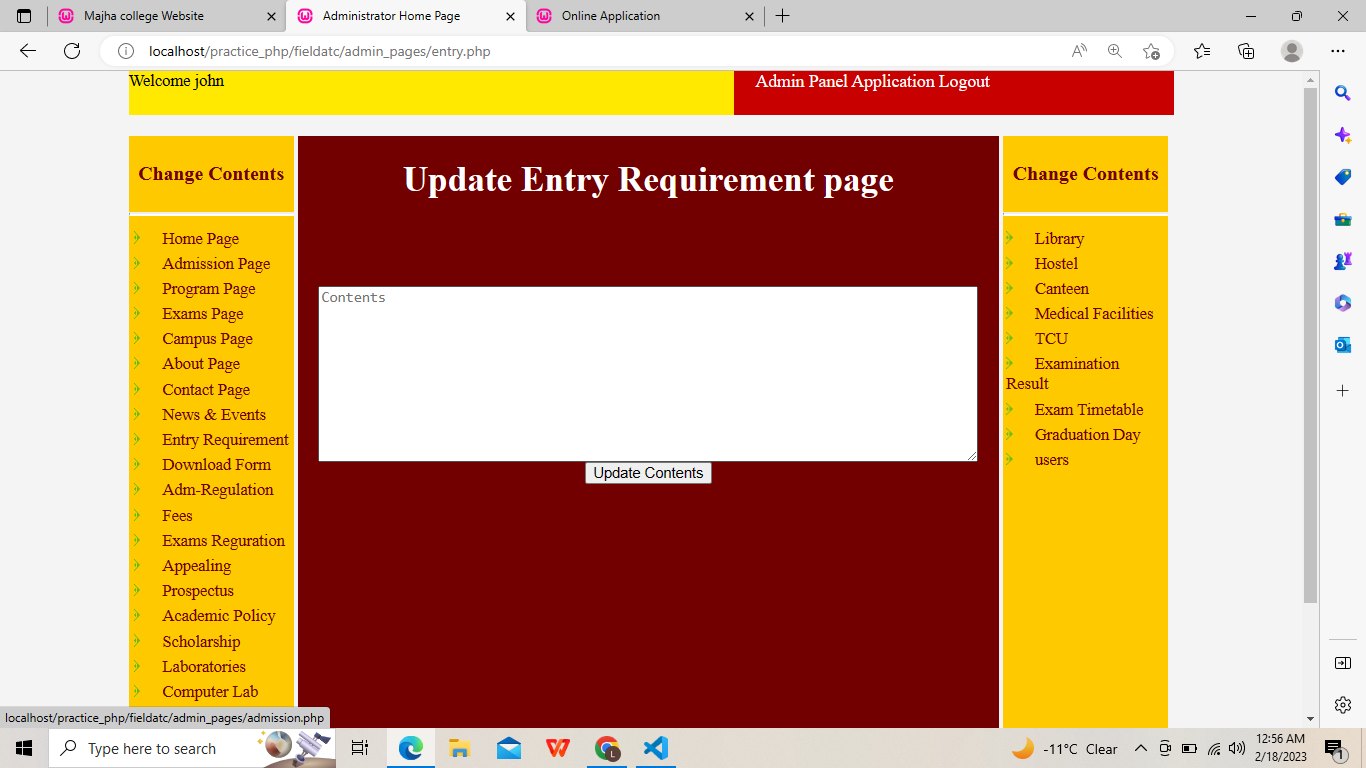 Majha college Website
Administrator Home Page
Online Application
localhost/practice_php/fieldatc/admin_pages/entry.php
Welcome john
Admin Panel Application Logout
Change Contents
Home Page
Admission Page
Program Page
Exams Page
Campus Page
About Page
Contact Page
News & Events
Entry Requirement
Download Form
Adm-Regulation
Fees
Exams Reguration
Appealing
Prospectus
Academic Policy
Scholarship
Laboratories
Computer Lab
Update Entry Requirement page
Contents
Update Contents
Change Contents
Library
Hostel
Canteen
Medical Facilities
TCU
Examination
Result
Exam Timetable
Graduation Day
users
localhost/practice_php/fieldatc/admin_pages/admission.php
Type here to search
L
-11°C Clear
12:56 AM
2/18/2023
1